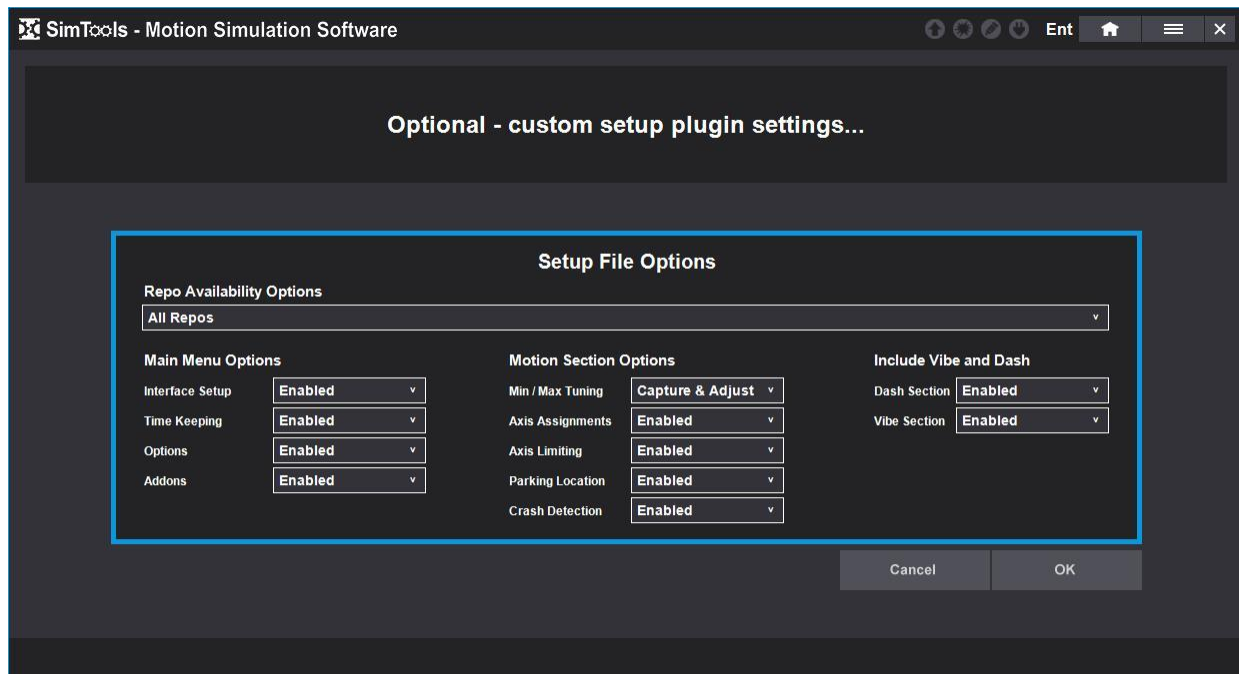 SimTools - Motion Simulation Software Ent
Optional - custom setup plugin settings...
Setup File Options
Repo Availability Options
All Repos
Main Menu Options
Interface Setup Enabled
Time Keeping Enabled
Options Enabled
Addons Enabled
Motion Section Options
Min / Max Tuning Capture & Adjust
Axis Assignments Enabled
Axis Limiting Enabled
Parking Location Enabled
Crash Detection Enabled
Include Vibe and Dash
Dash Section Enabled
Vibe Section Enabled
Cancel OK